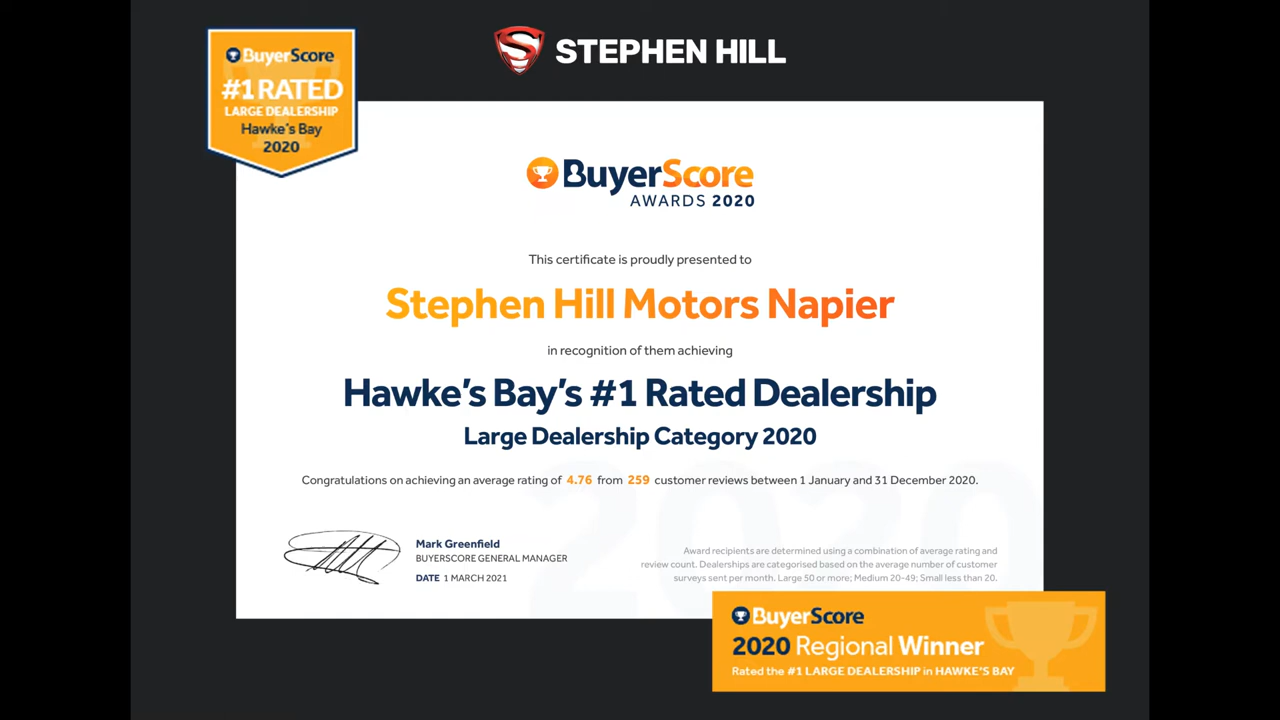 STEPHEN HILL
BuyerScore
#1 RATED
LARGE DEALERSHIP
Hawke's Bay
2020
BuyerScore
AWARDS 2020
This certificate is proudly presented to
Stephen Hill Motors Napier
in recognition of them achieving
Hawke's Bay's #1 Rated Dealership
Large Dealership Category 2020
Congratulations on achieving an average rating of 4.76 from 259 customer reviews between 1 January and 31 December 2020.
2020
Mark Greenfield
BUYERSCORE GENERAL MANAGER
DATE 1 MARCH 2021
Award recipients are determined using a combination of average rating and
review count. Dealerships are categorised based on the average number of customer
surveys sent per month. Large 50 or more; Medium 20-49; Small less than 20.
BuyerScore
2020 Regional Winner
Rated the #1 LARGE DEALERSHIP in HAWKE'S BAY